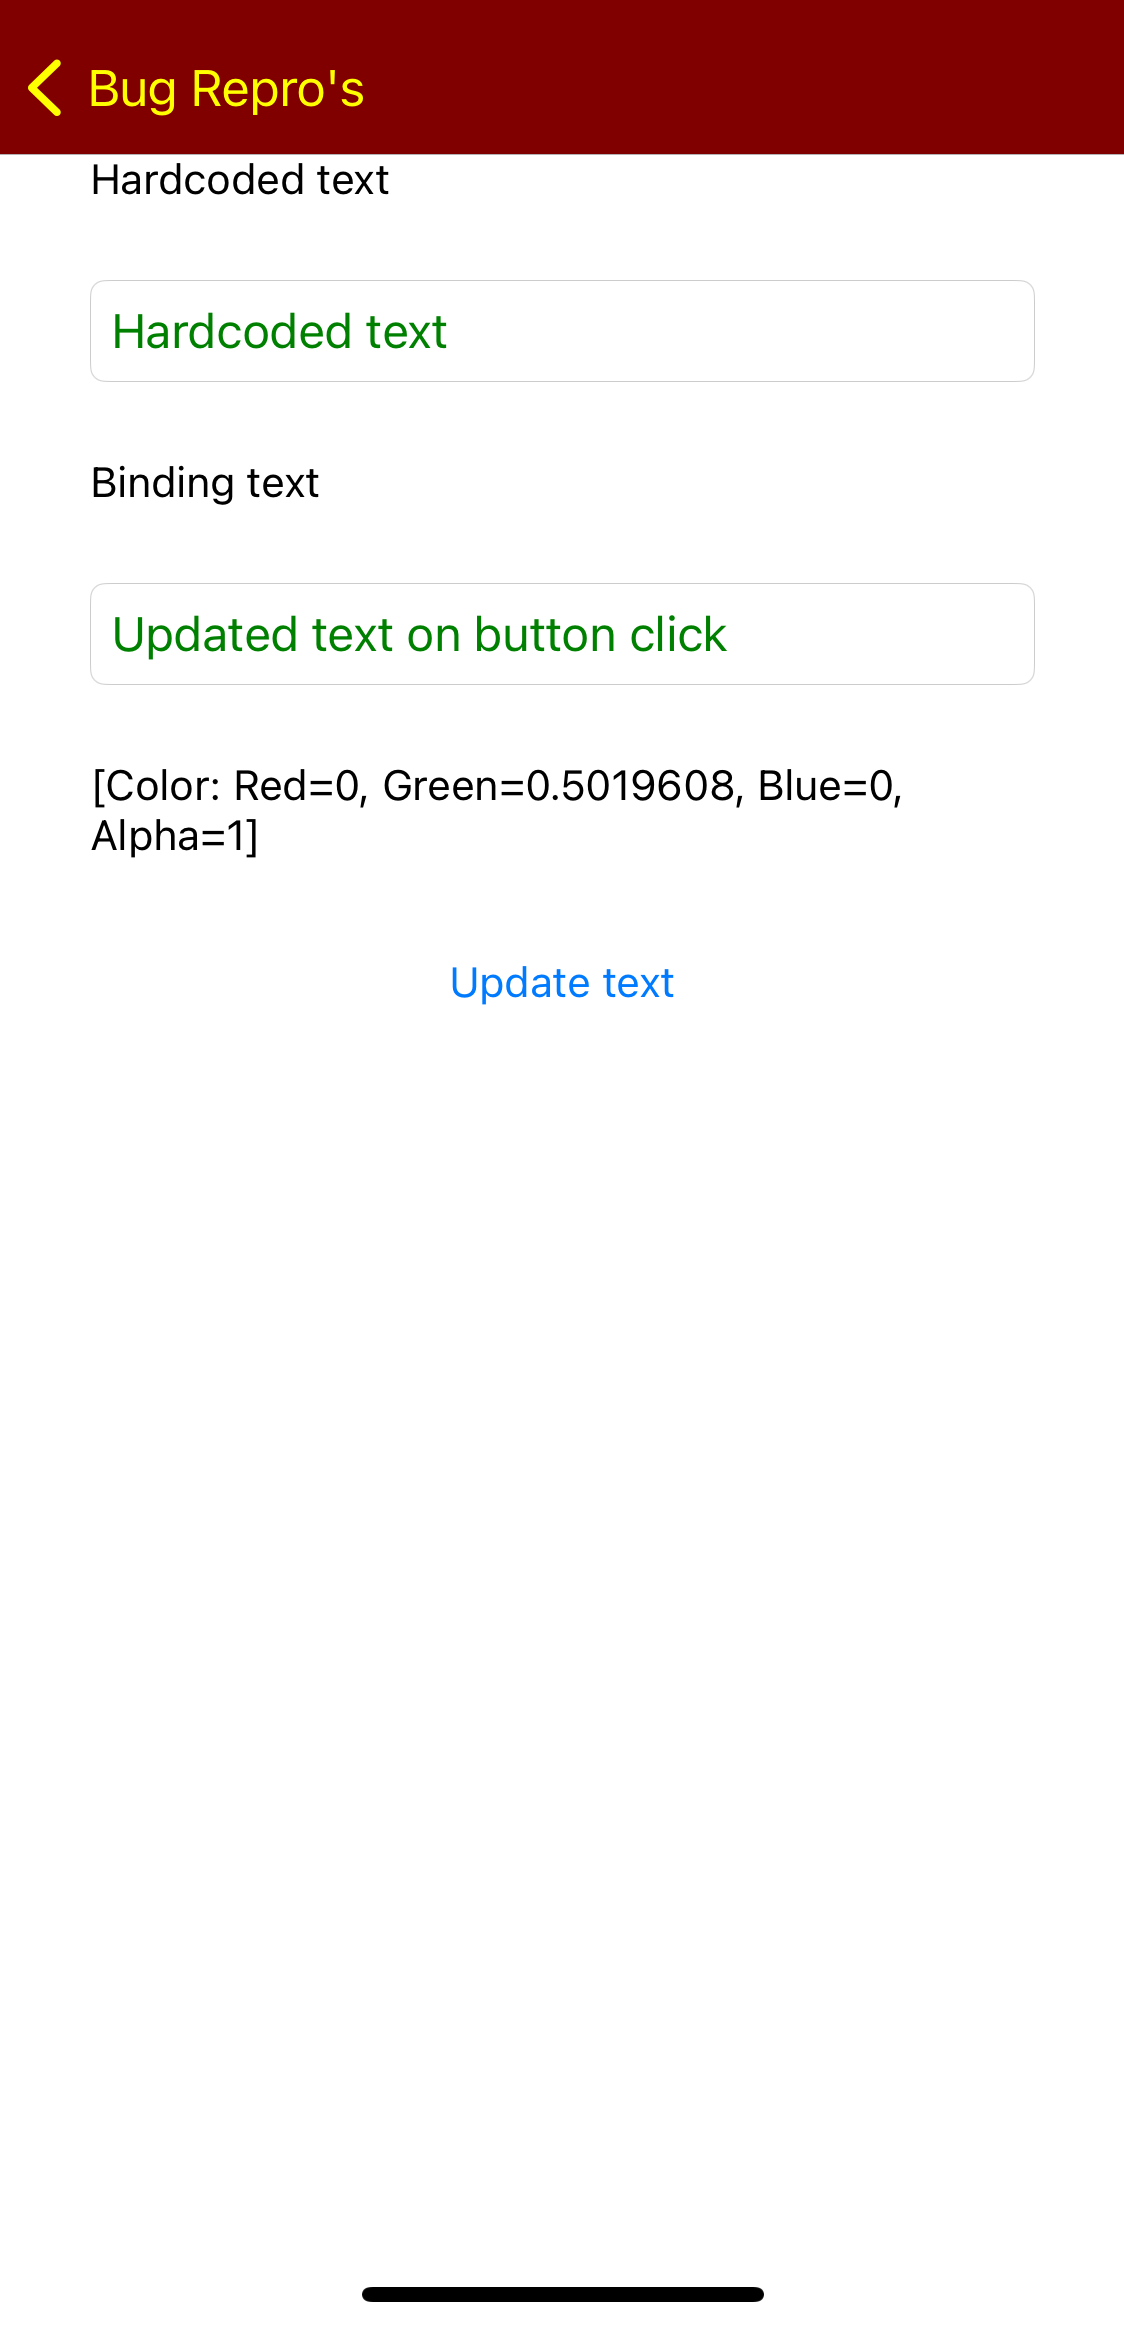 Bug Repro's
Hardcoded text
Hardcoded text
Binding text
Updated text on button click
[Color: Red=0, Green=0.5019608, Blue=0,
Alpha=1]
Update text